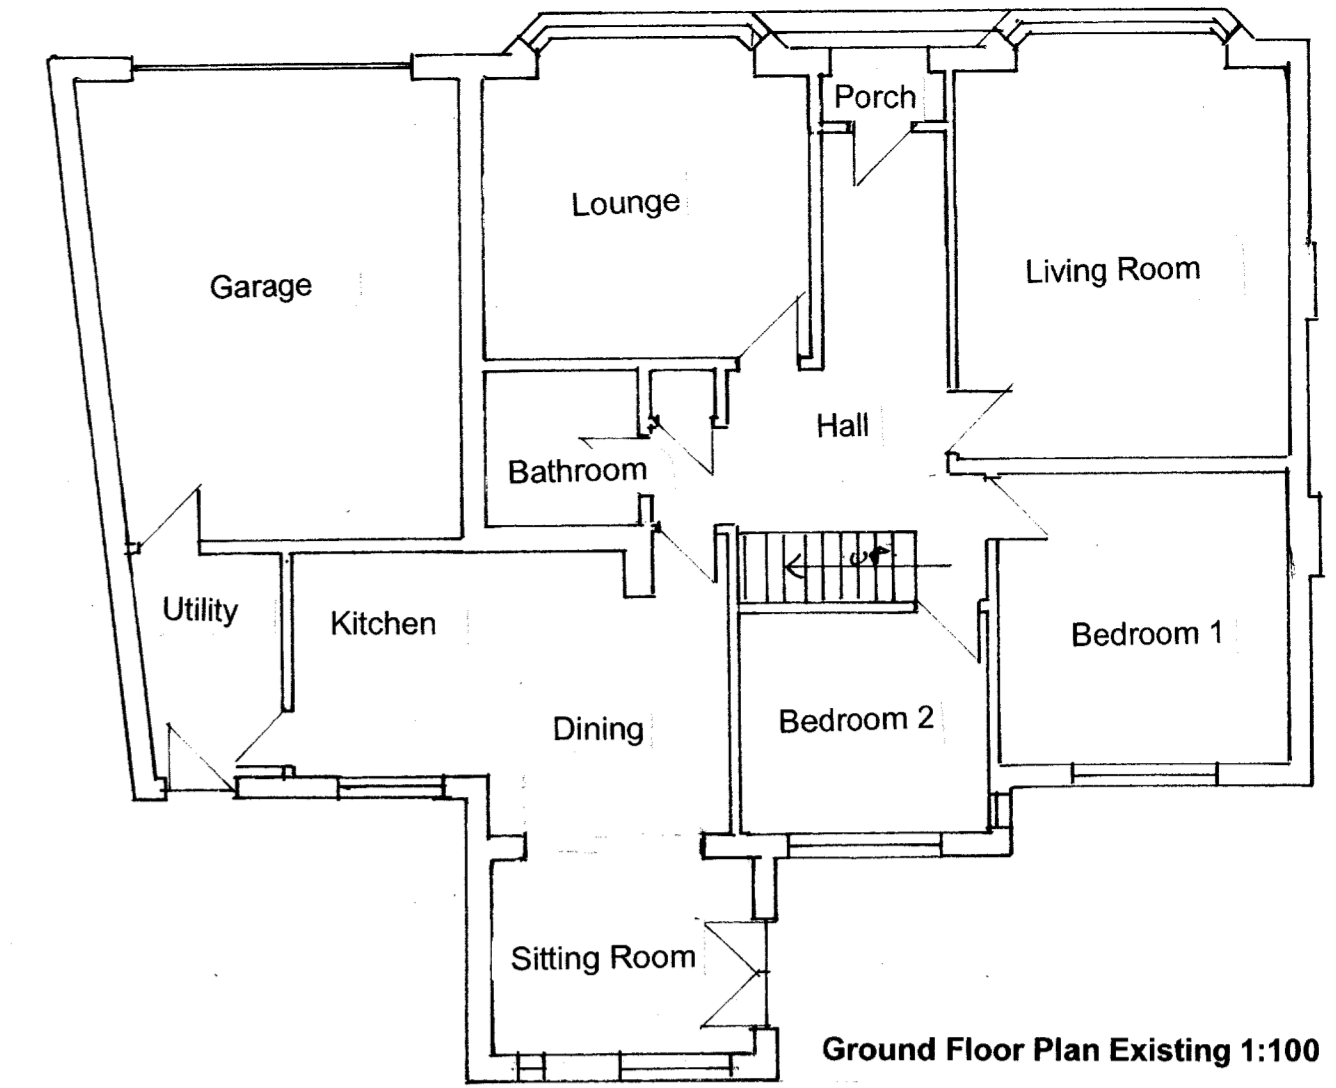 Porch
Lounge
Living Room
Garage
Hall
Bathroom
UP
Utility
Kitchen
Bedroom 1
Bedroom 2
Dining
Sitting Room
Ground Floor Plan Existing 1:100